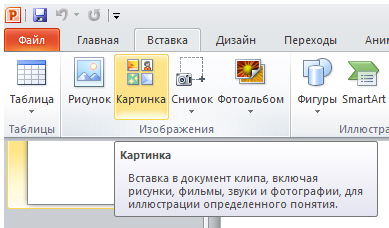 P
Файл Главная Вставка Дизайн Переходы Ани
Таблица Рисунок Картинка Снимок Фотоальбом Фигуры SmartArt
Таблицы Изображения Иллюстра
Картинка
Вставка в документ клипа, включая
рисунки, фильмы, звуки и фотографии, для
иллюстрации определенного понятия.